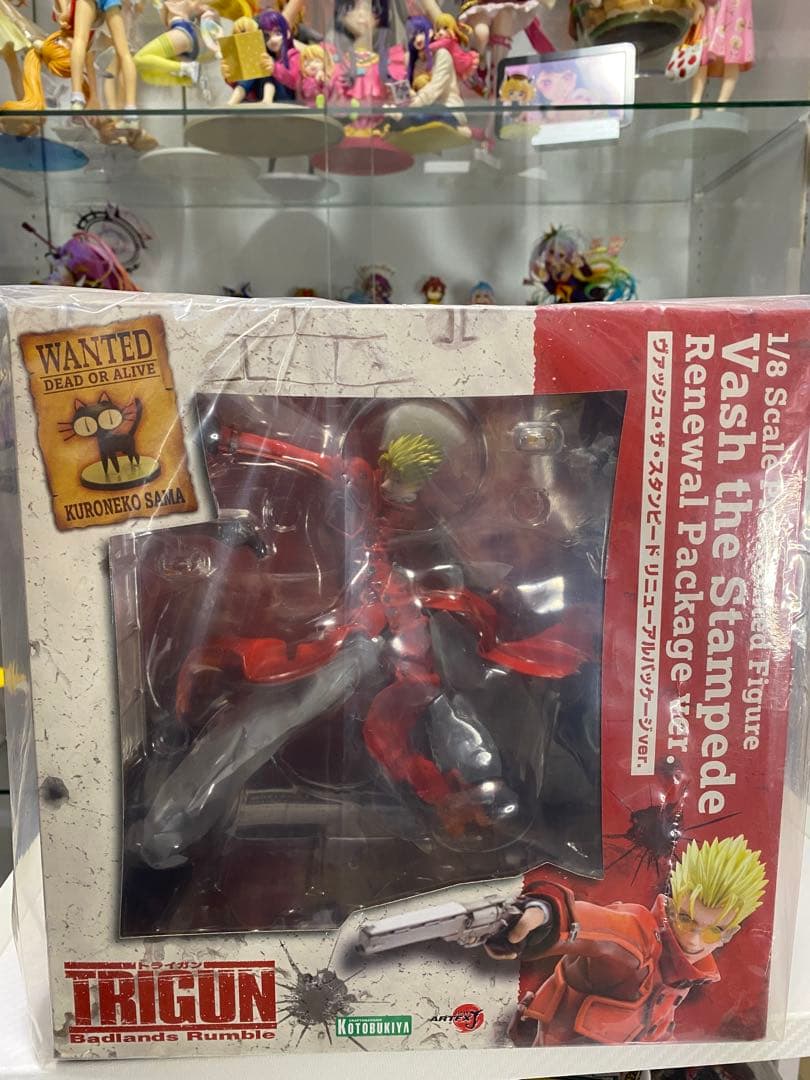 WANTED
DEAD OR ALIVE
KURONEKO SAMA
1/8 Scale
Figure
Vash the Stampede
Renewal Package ver.
ヴァッシュ・ザ・スタンピード リニューアルパッケージver.
トライガン
TRIGUN
Badlands Rumble
KOTOBUKIYA
ARTFX J